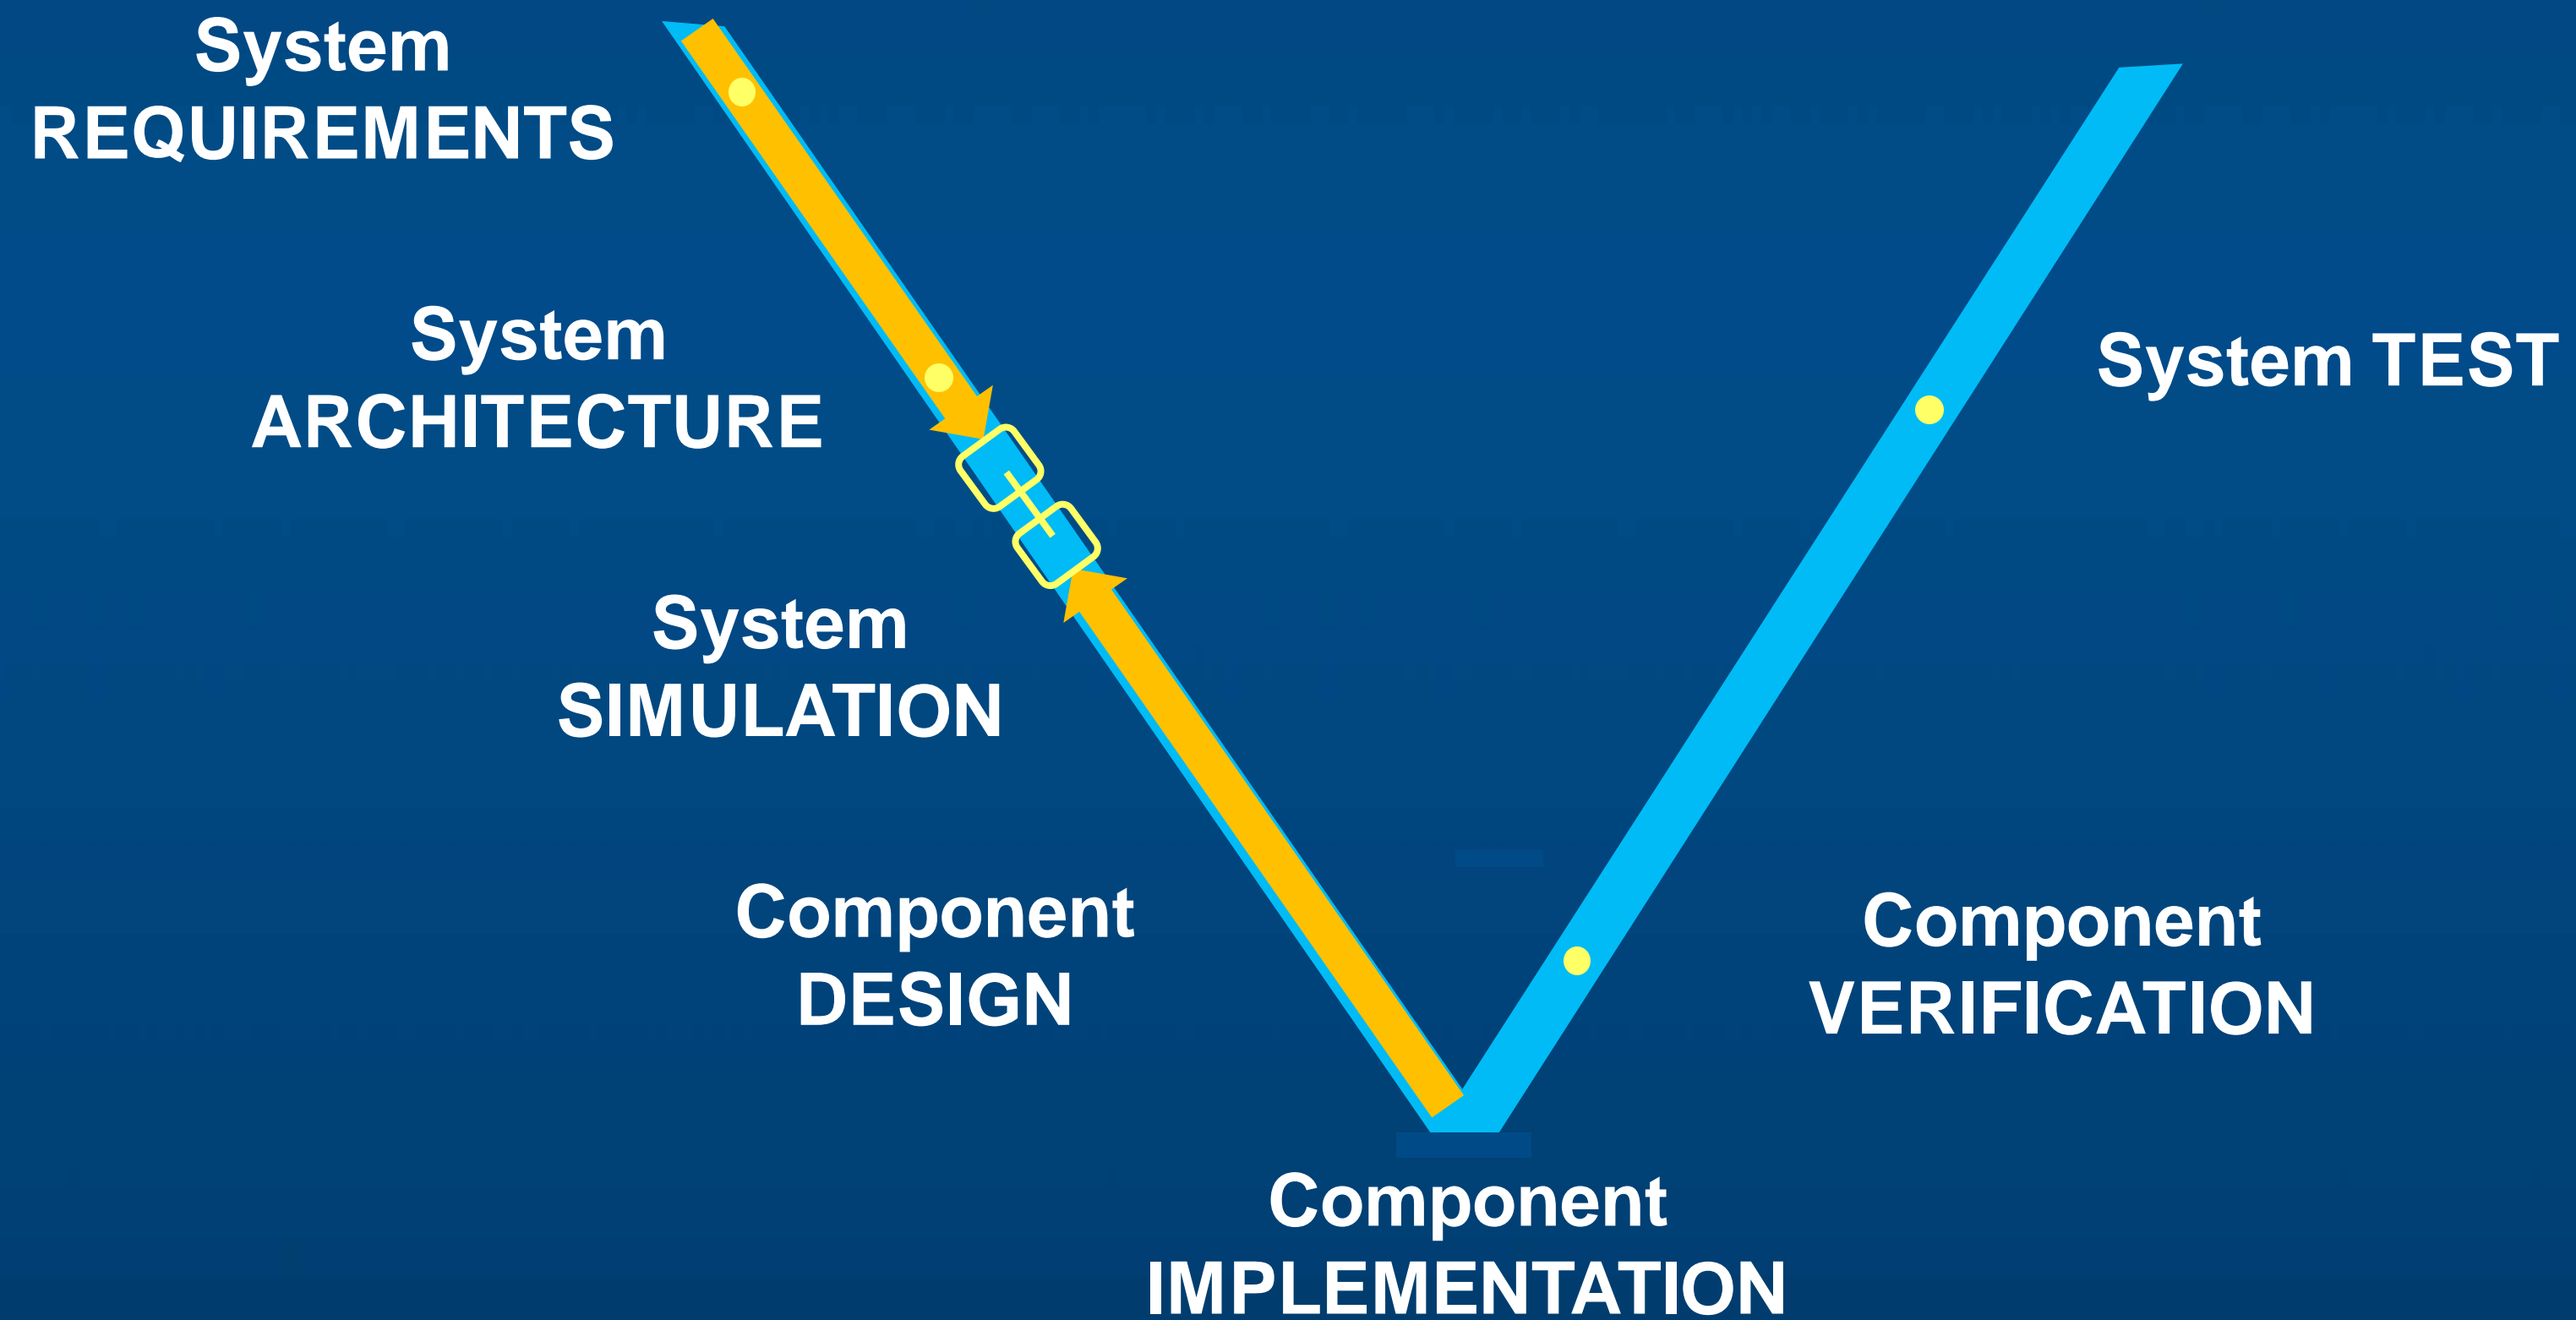 System
REQUIREMENTS
System
ARCHITECTURE
System TEST
System
SIMULATION
Component
DESIGN
Component
VERIFICATION
Component
IMPLEMENTATION